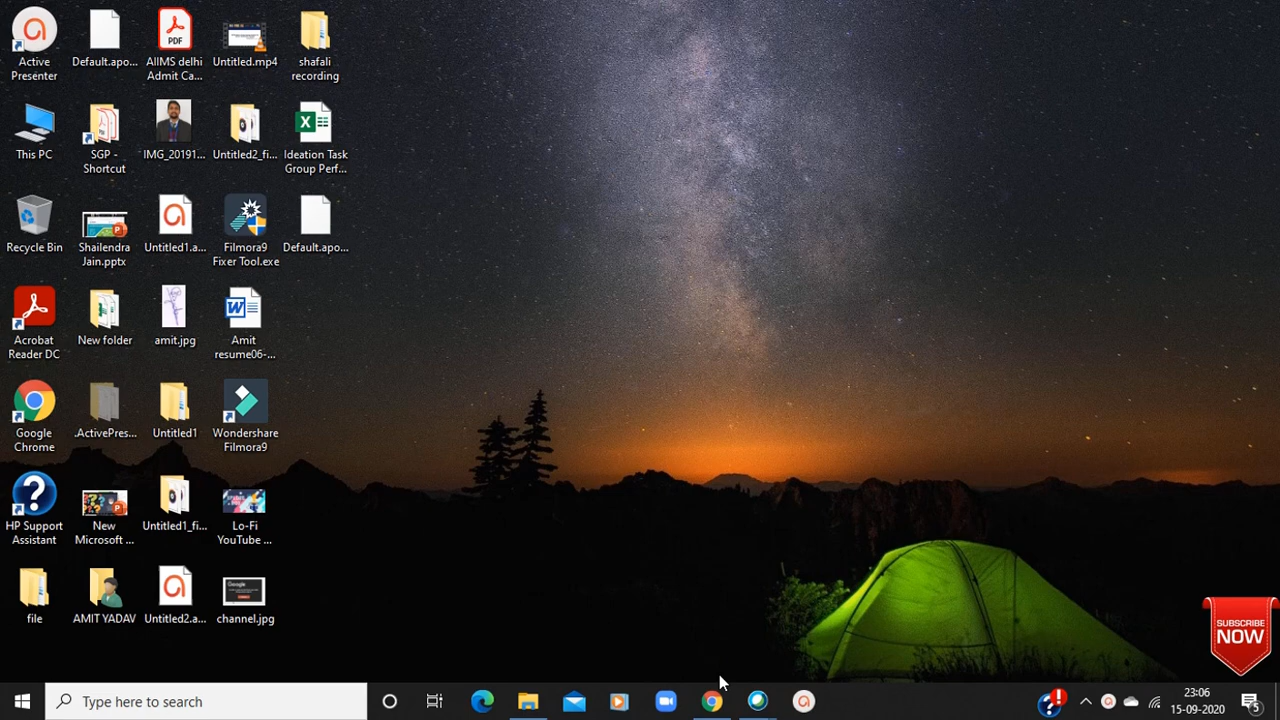 Active
Presenter
Default.apo...
PDF
AIIMS delhi
Admit Ca...
Untitled.mp4
shafali
recording
This PC
SGP -
Shortcut
IMG_20191...
Untitled2_fi...
Ideation Task
Group Perf...
Recycle Bin
Shailendra
Jain.pptx
Untitled1.a...
Filmora9
Fixer Tool.exe
Default.apo...
Acrobat
Reader DC
New folder
amit.jpg
Amit
resume06-...
Google
Chrome
.ActivePres...
Untitled1
Wondershare
Filmora9
HP Support
Assistant
New
Microsoft ...
Untitled1_fi...
Lo-Fi
YouTube ...
file
AMIT YADAV
Untitled2.a...
Google
channel.jpg
SUBSCRIBE
NOW
Type here to search
23:06
15-09-2020
5